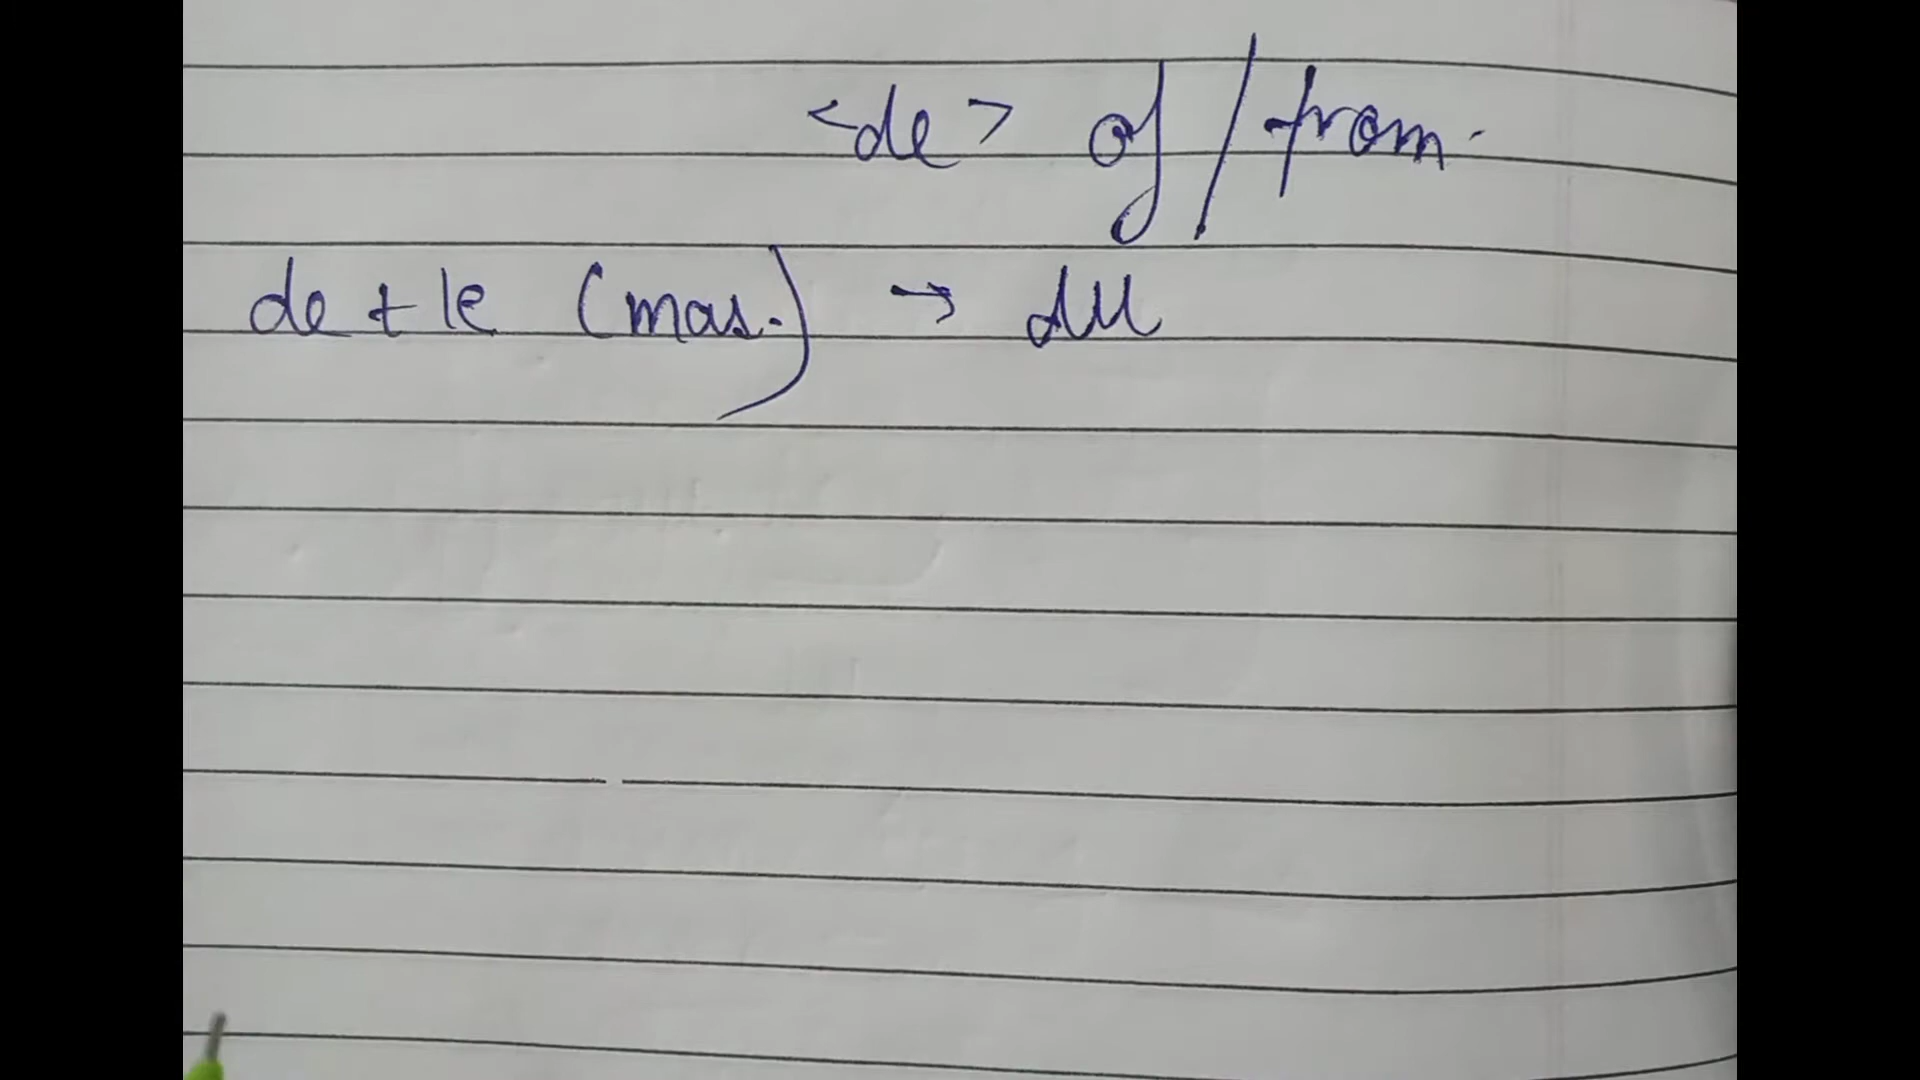 <de> of / from.
de + le (mas.) → du